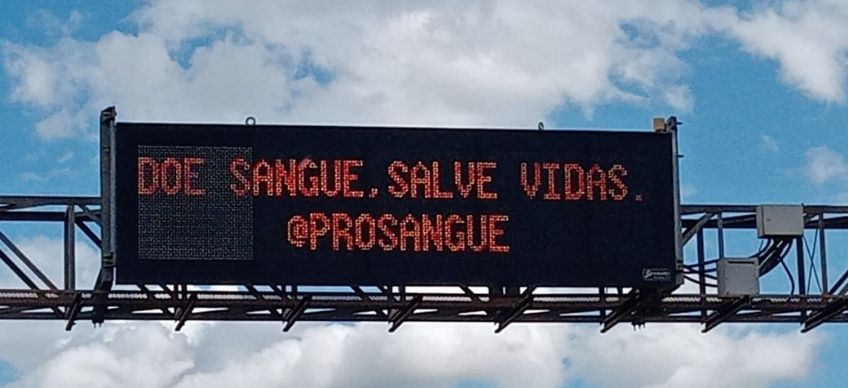 DOE SANGUE, SALVE VIDAS.
@PROSANGUE